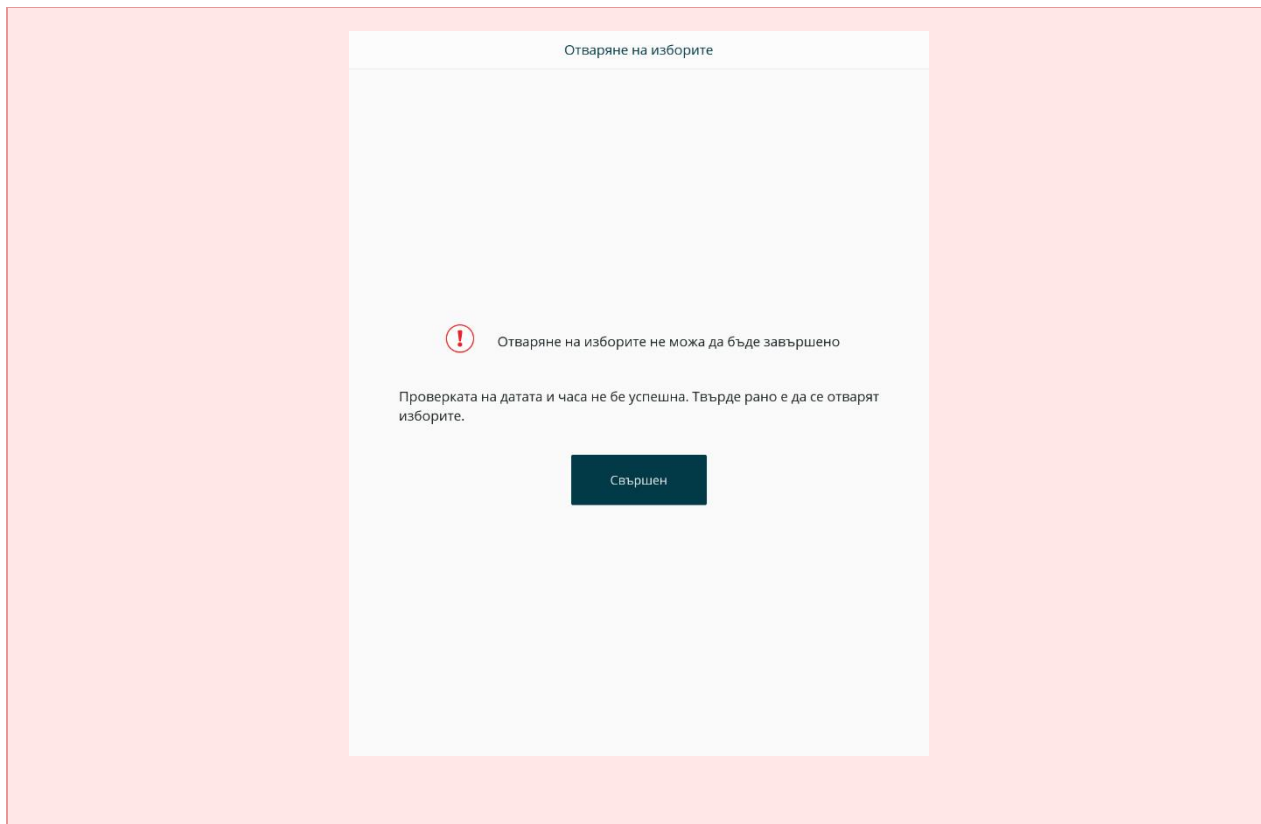 Отваряне на изборите
Отваряне на изборите не можа да бъде завършено
Проверката на датата и часа не бе успешна. Твърде рано е да се отварят
изборите.
Свършен